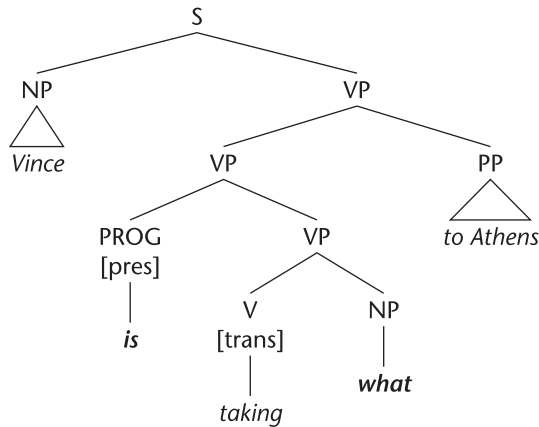 S
NP VP
Vince VP PP
PROG VP to Athens
[pres]
V NP
is [trans]
what
taking